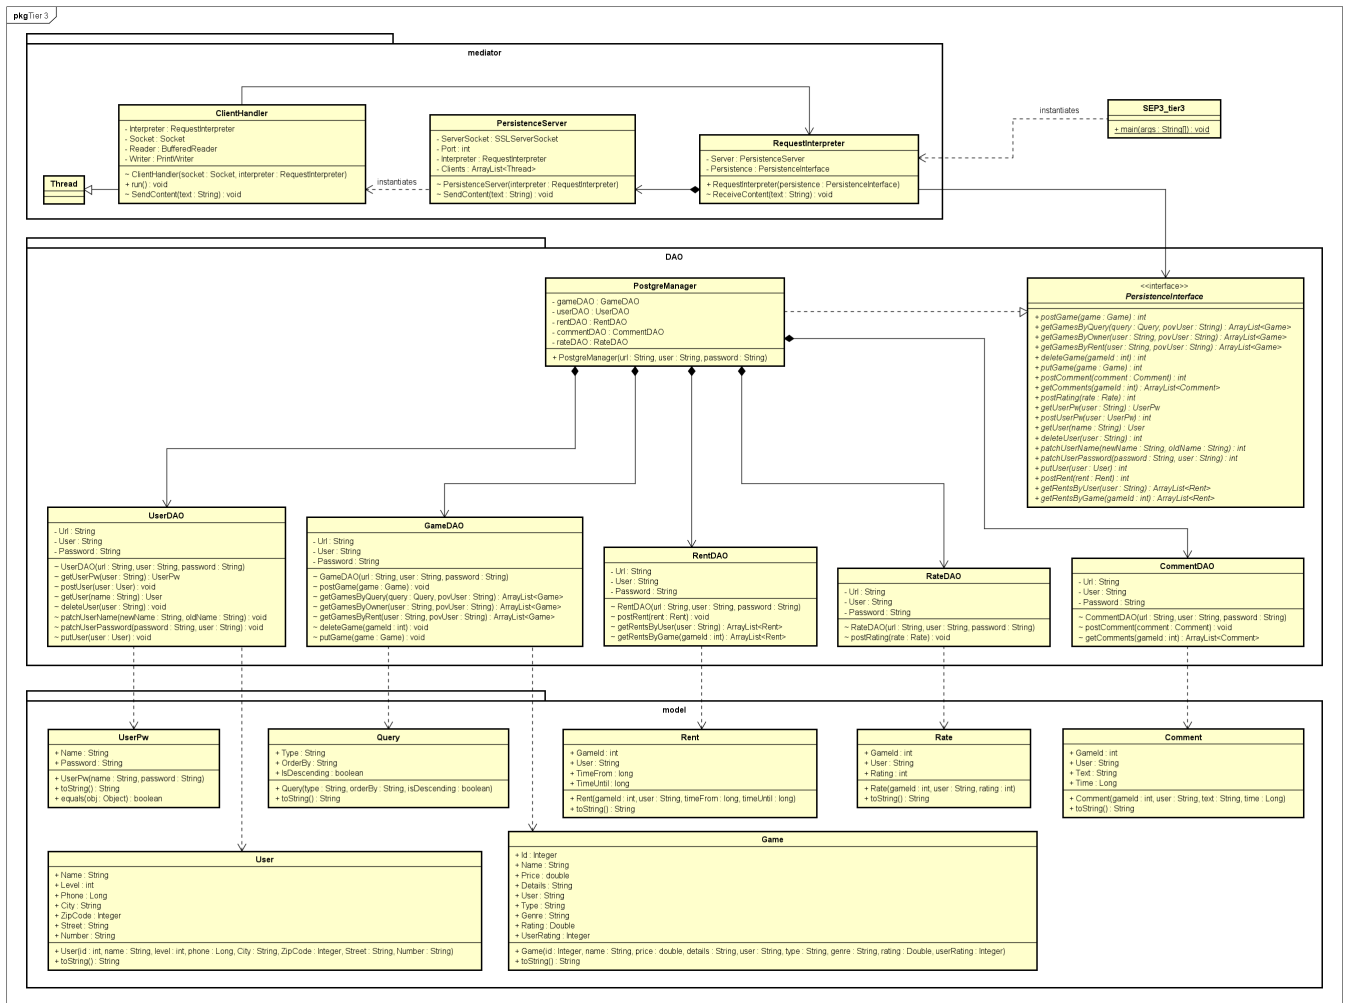 pkg Tier 3
mediator
ClientHandler
- Interpreter : RequestInterpreter
- Socket : Socket
- Reader : BufferedReader
- Writer : PrintWriter
~ ClientHandler(socket : Socket, interpreter : RequestInterpreter)
+ run() : void
~ SendContent(text : String) : void
Thread
instantiates
PersistenceServer
- ServerSocket : SSLServerSocket
- Port : int
- Interpreter : RequestInterpreter
- Clients : ArrayList<Thread>
~ PersistenceServer(interpreter : RequestInterpreter)
~ SendContent(text : String) : void
RequestInterpreter
- Server : PersistenceServer
- Persistence : PersistenceInterface
+ RequestInterpreter(persistence : PersistenceInterface)
~ ReceiveContent(text : String) : void
instantiates
SEP3_tier3
+ main(args : String[]) : void
DAO
PostgreManager
- gameDAO : GameDAO
- userDAO : UserDAO
- rentDAO : RentDAO
- commentDAO : CommentDAO
- rateDAO : RateDAO
+ PostgreManager(url : String, user : String, password : String)
<<interface>>
PersistenceInterface
+ postGame(game : Game) : int
+ getGamesByQuery(query : Query, povUser : String) : ArrayList<Game>
+ getGamesByOwner(user : String, povUser : String) : ArrayList<Game>
+ getGamesByRent(user : String, povUser : String) : ArrayList<Game>
+ deleteGame(gameId : int) : int
+ putGame(game : Game) : int
+ postComment(comment : Comment) : int
+ getComments(gameId : int) : ArrayList<Comment>
+ postRating(rate : Rate) : int
+ getUserPw(user : String) : UserPw
+ postUserPw(user : UserPw) : int
+ getUser(name : String) : User
+ deleteUser(user : String) : int
+ patchUserName(newName : String, oldName : String) : int
+ patchUserPassword(password : String, user : String) : int
+ putUser(user : User) : int
+ postRent(rent : Rent) : int
+ getRentsByUser(user : String) : ArrayList<Rent>
+ getRentsByGame(gameId : int) : ArrayList<Rent>
UserDAO
- Url : String
- User : String
- Password : String
~ UserDAO(url : String, user : String, password : String)
~ getUserPw(user : String) : UserPw
~ postUser(user : User) : void
~ getUser(name : String) : User
~ deleteUser(user : String) : void
~ patchUserName(newName : String, oldName : String) : void
~ patchUserPassword(password : String, user : String) : void
~ putUser(user : User) : void
GameDAO
- Url : String
- User : String
- Password : String
~ GameDAO(url : String, user : String, password : String)
~ postGame(game : Game) : void
~ getGamesByQuery(query : Query, povUser : String) : ArrayList<Game>
~ getGamesByOwner(user : String, povUser : String) : ArrayList<Game>
~ getGamesByRent(user : String, povUser : String) : ArrayList<Game>
~ deleteGame(gameId : int) : void
~ putGame(game : Game) : void
RentDAO
- Url : String
- User : String
- Password : String
~ RentDAO(url : String, user : String, password : String)
~ postRent(rent : Rent) : void
~ getRentsByUser(user : String) : ArrayList<Rent>
~ getRentsByGame(gameId : int) : ArrayList<Rent>
RateDAO
- Url : String
- User : String
- Password : String
~ RateDAO(url : String, user : String, password : String)
~ postRating(rate : Rate) : void
CommentDAO
- Url : String
- User : String
- Password : String
~ CommentDAO(url : String, user : String, password : String)
~ postComment(comment : Comment) : void
~ getComments(gameId : int) : ArrayList<Comment>
model
UserPw
+ Name : String
+ Password : String
+ UserPw(name : String, password : String)
+ toString() : String
+ equals(obj : Object) : boolean
Query
+ Type : String
+ OrderBy : String
+ IsDescending : boolean
+ Query(type : String, orderBy : String, isDescending : boolean)
+ toString() : String
Rent
+ GameId : int
+ User : String
+ TimeFrom : long
+ TimeUntil : long
+ Rent(gameId : int, user : String, timeFrom : long, timeUntil : long)
+ toString() : String
Rate
+ GameId : int
+ User : String
+ Rating : int
+ Rate(gameId : int, user : String, rating : int)
+ toString() : String
Comment
+ GameId : int
+ User : String
+ Text : String
+ Time : Long
+ Comment(gameId : int, user : String, text : String, time : Long)
+ toString() : String
User
+ Name : String
+ Level : int
+ Phone : Long
+ City : String
+ ZipCode : Integer
+ Street : String
+ Number : String
+ User(id : int, name : String, level : int, phone : Long, City : String, ZipCode : Integer, Street : String, Number : String)
+ toString() : String
Game
+ Id : Integer
+ Name : String
+ Price : double
+ Details : String
+ User : String
+ Type : String
+ Genre : String
+ Rating : Double
+ UserRating : Integer
+ Game(id : Integer, name : String, price : double, details : String, user : String, type : String, genre : String, rating : Double, userRating : Integer)
+ toString() : String